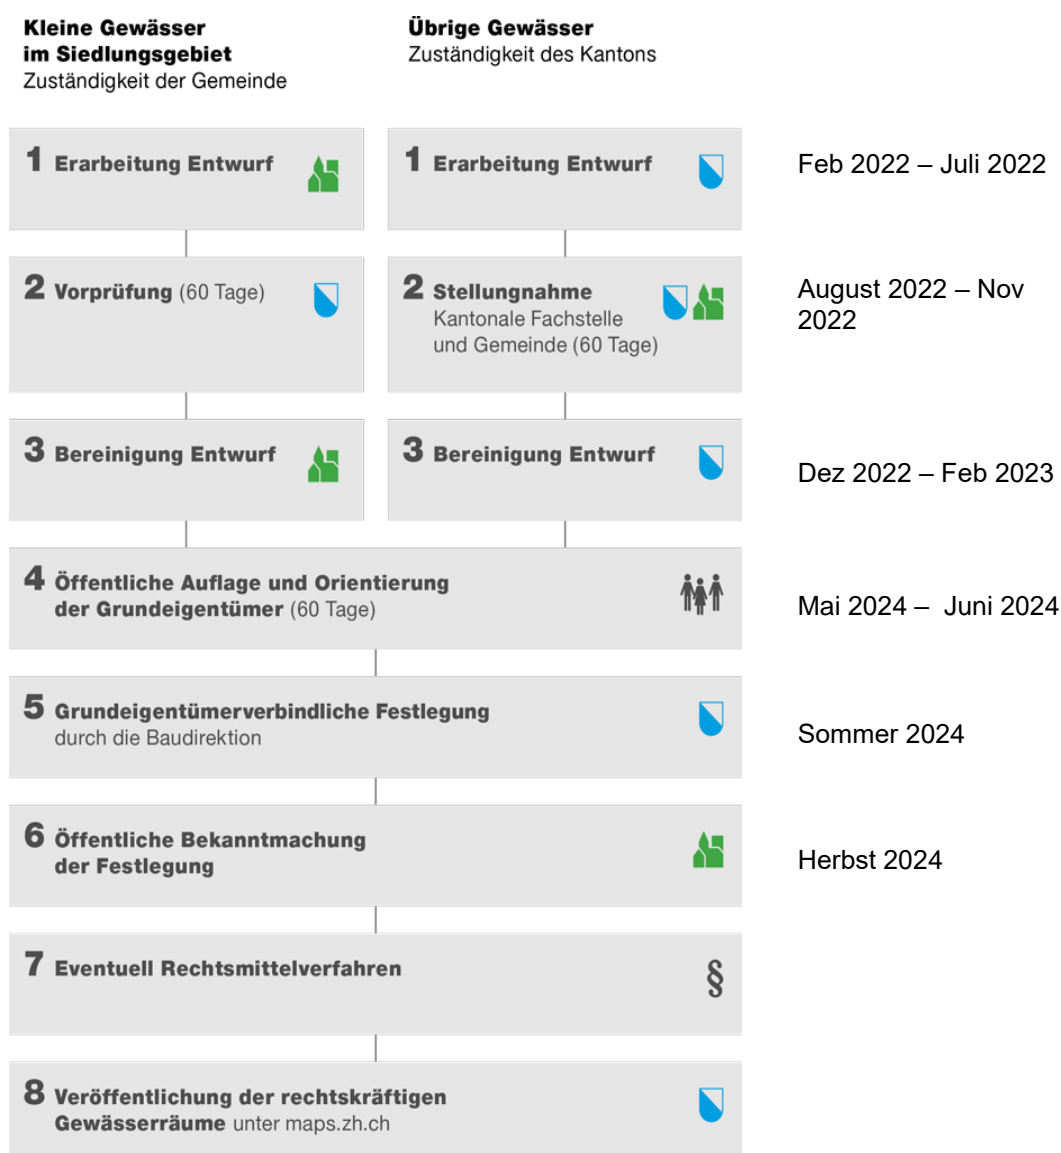 Kleine Gewässer
im Siedlungsgebiet
Zuständigkeit der Gemeinde
Übrige Gewässer
Zuständigkeit des Kantons
1 Erarbeitung Entwurf
1 Erarbeitung Entwurf
Feb 2022 – Juli 2022
2 Vorprüfung (60 Tage)
2 Stellungnahme
Kantonale Fachstelle
und Gemeinde (60 Tage)
August 2022 – Nov
2022
3 Bereinigung Entwurf
3 Bereinigung Entwurf
Dez 2022 – Feb 2023
4 Öffentliche Auflage und Orientierung
der Grundeigentümer (60 Tage)
Mai 2024 – Juni 2024
5 Grundeigentümerverbindliche Festlegung
durch die Baudirektion
Sommer 2024
6 Öffentliche Bekanntmachung
der Festlegung
Herbst 2024
7 Eventuell Rechtsmittelverfahren
§
8 Veröffentlichung der rechtskräftigen
Gewässerräume unter maps.zh.ch